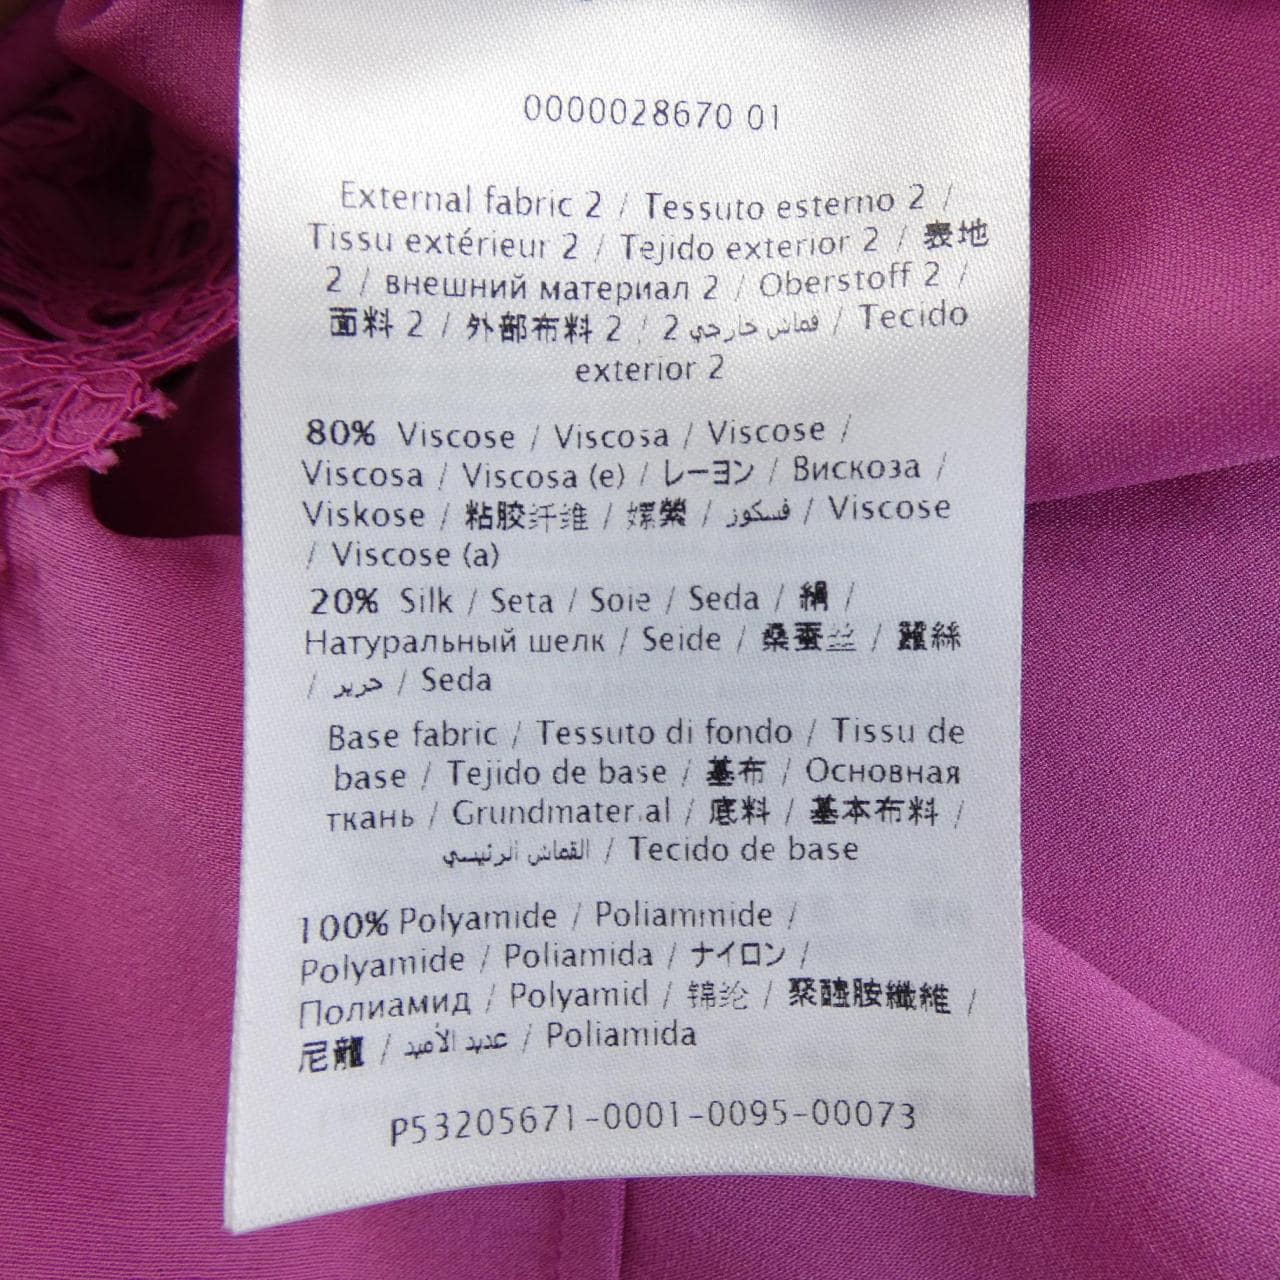 0000028670 01
External fabric 2 / Tessuto esterno 2 /
Tissu extérieur 2 / Tejido exterior 2 / 表地
2 / внешний материал 2 / Oberstoff 2 /
面料 2 / 外部布料 2 / قماش خارجي 2 / Tecido
exterior 2
80% Viscose / Viscosa / Viscose /
Viscosa / Viscosa (e) / レーヨン / Вискоза /
Viskose / 粘胶纤维 / 嫘縈 / فسكوز / Viscose
/ Viscose (a)
20% Silk / Seta / Soie / Seda / 絹 /
Натуральный шелк / Seide / 桑蚕丝 / 蠶絲
/ حرير / Seda
Base fabric / Tessuto di fondo / Tissu de
base / Tejido de base / 基布 / Основная
ткань / Grundmaterial / 底料 / 基本布料 /
القماش الرئيسي / Tecido de base
100% Polyamide / Poliammide /
Polyamide / Poliamida / ナイロン /
Полиамид / Polyamid / 锦纶 / 聚醯胺纖維 /
尼龍 / عديد الأميد / Poliamida
P53205671-0001-0095-00073